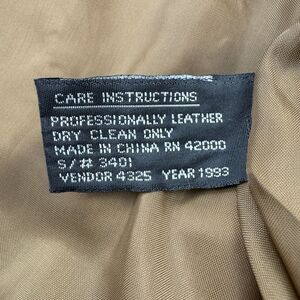 CARE INSTRUCTIONS
PROFESSIONALLY LEATHER
DRY CLEAN ONLY
MADE IN CHINA RN 42000
S/# 3401
VENDOR 4325 YEAR 1993